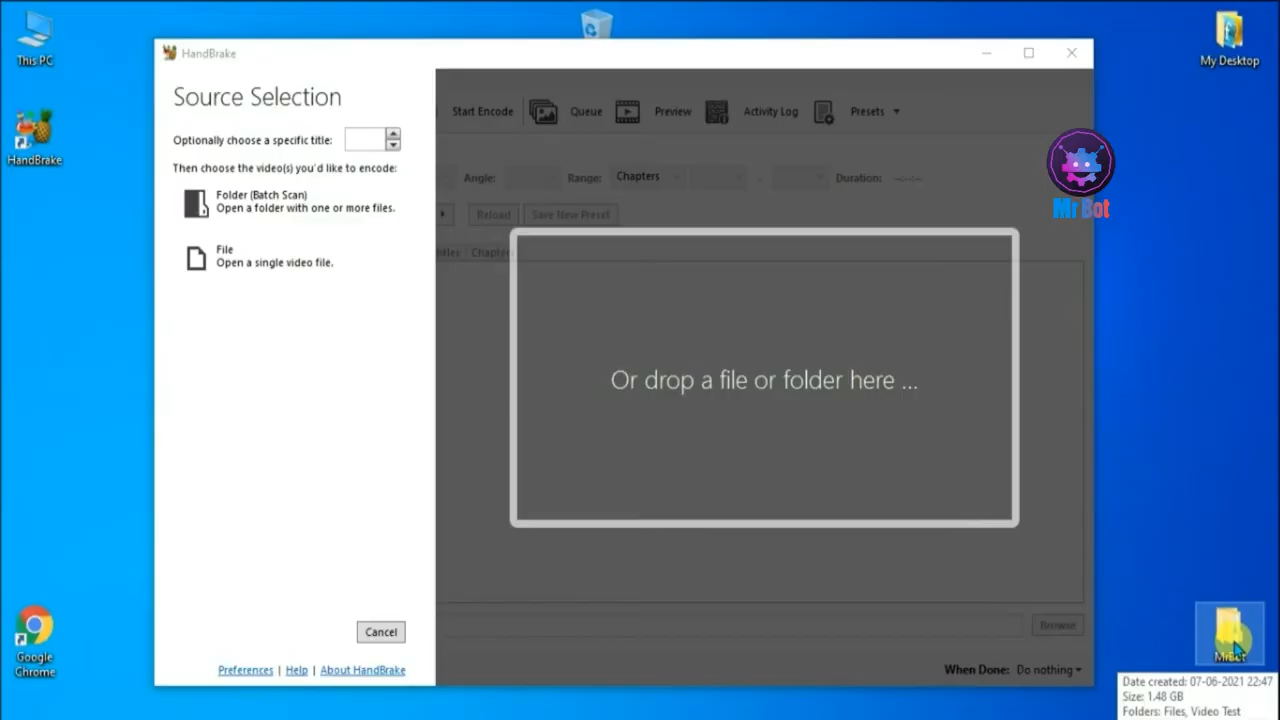 This PC
HandBrake
My Desktop
HandBrake
Source Selection
Optionally choose a specific title:
Then choose the video(s) you'd like to encode:
Folder (Batch Scan)
Open a folder with one or more files.
File
Open a single video file.
Cancel
Preferences | Help | About HandBrake
Start Encode
Queue
Preview
Activity Log
Presets
Angle:
Range:
Chapters
-
Duration:
--:--:--
Reload
Save New Preset
Chapters
Or drop a file or folder here ...
Browse
When Done: Do nothing
Mr Bot
Google
Chrome
MrBot
Date created: 07-06-2021 22:47
Size: 1.48 GB
Folders: Files, Video Test